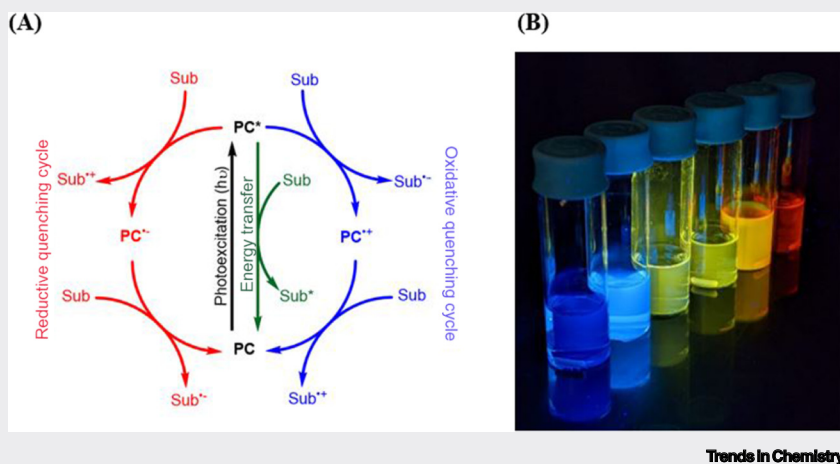 (A)
(B)
Sub
Sub
PC*
Reductive quenching cycle
Sub•+
Photoexcitation (hυ)
Energy transfer
Sub
Sub•-
Oxidative quenching cycle
PC•-
PC•+
Sub
Sub*
Sub
PC
Sub•-
Sub•+
Trends in Chemistry